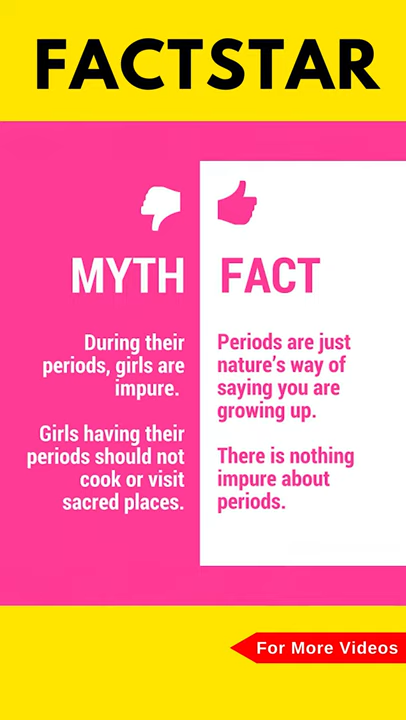 FACTSTAR
MYTH
During their
periods, girls are
impure.
Girls having their
periods should not
cook or visit
sacred places.
FACT
Periods are just
nature's way of
saying you are
growing up.
There is nothing
impure about
periods.
For More Videos